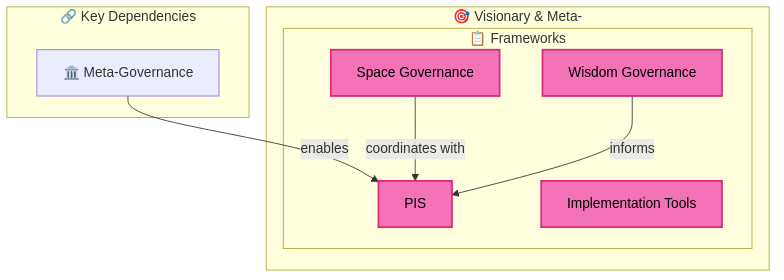 🔗 Key Dependencies
🎯 Visionary & Meta-
📋 Frameworks
🏛️ Meta-Governance
Space Governance
Wisdom Governance
enables
coordinates with
informs
PIS
Implementation Tools